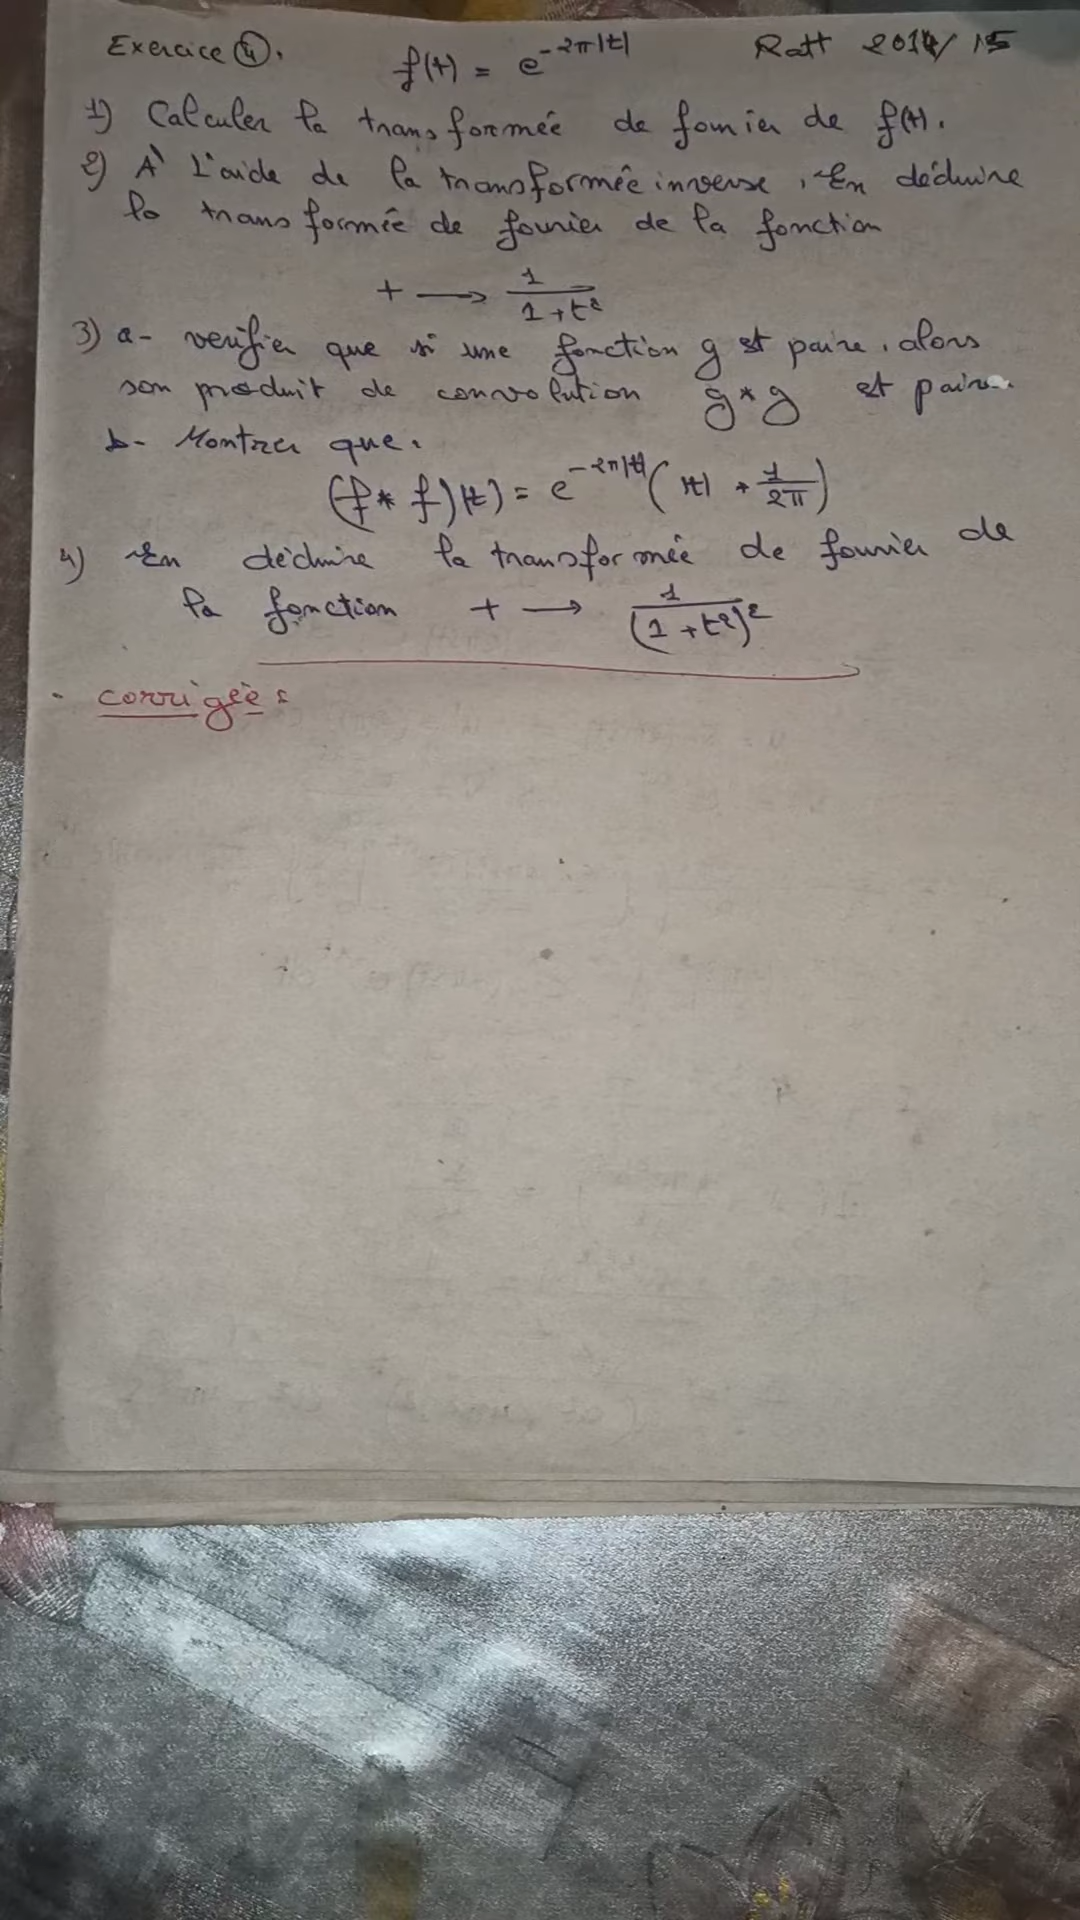 Exercice ④. f(t) = e^{-2π|t|} Ratt 2014/15
1) Calculer la transformée de fourier de f(t).
2) A' L'aide de la transformée inverse, En déduire
la transformée de fourier de la fonction
t → 1/(1+t²)
3) a- verifier que si une fonction g est paire, alors
son produit de convolution g*g est paire.
b- Montrer que.
(f * f)(t) = e^{-2π|t|} (|t| + 1/2π)
4) En déduire la transformée de fourier de
la fonction t → 1/(1+t²)²
- corrigée :